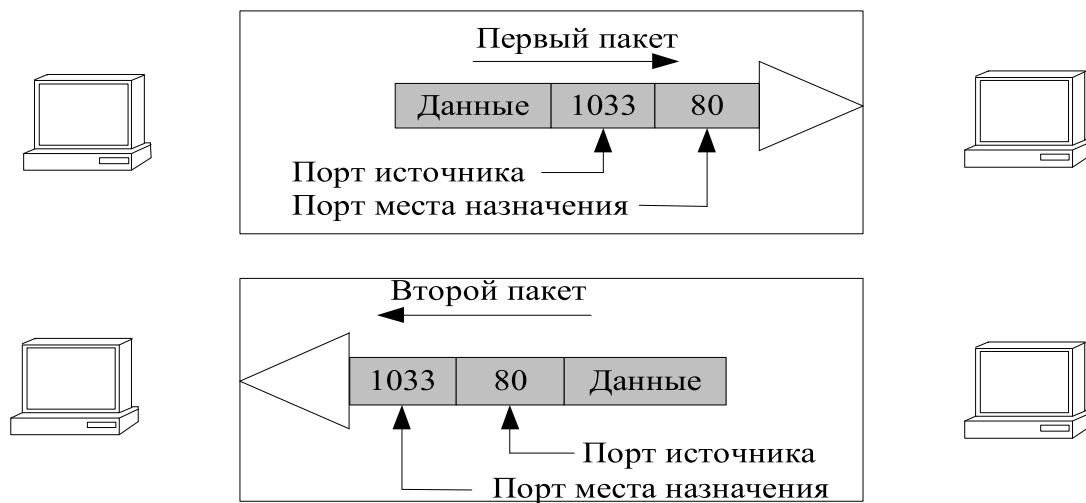 Первый пакет
Данные 1033 80
Порт источника
Порт места назначения
Второй пакет
1033 80 Данные
Порт источника
Порт места назначения